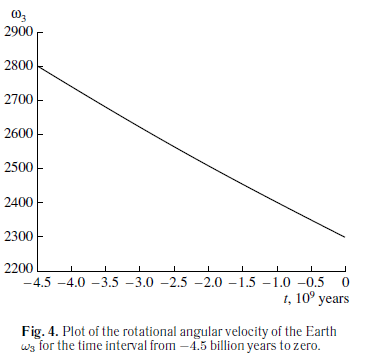 ω₃
2900
2800
2700
2600
2500
2400
2300
2200
−4.5 −4.0 −3.5 −3.0 −2.5 −2.0 −1.5 −1.0 −0.5 0
t, 10⁹ years
Fig. 4. Plot of the rotational angular velocity of the Earth
ω₃ for the time interval from −4.5 billion years to zero.